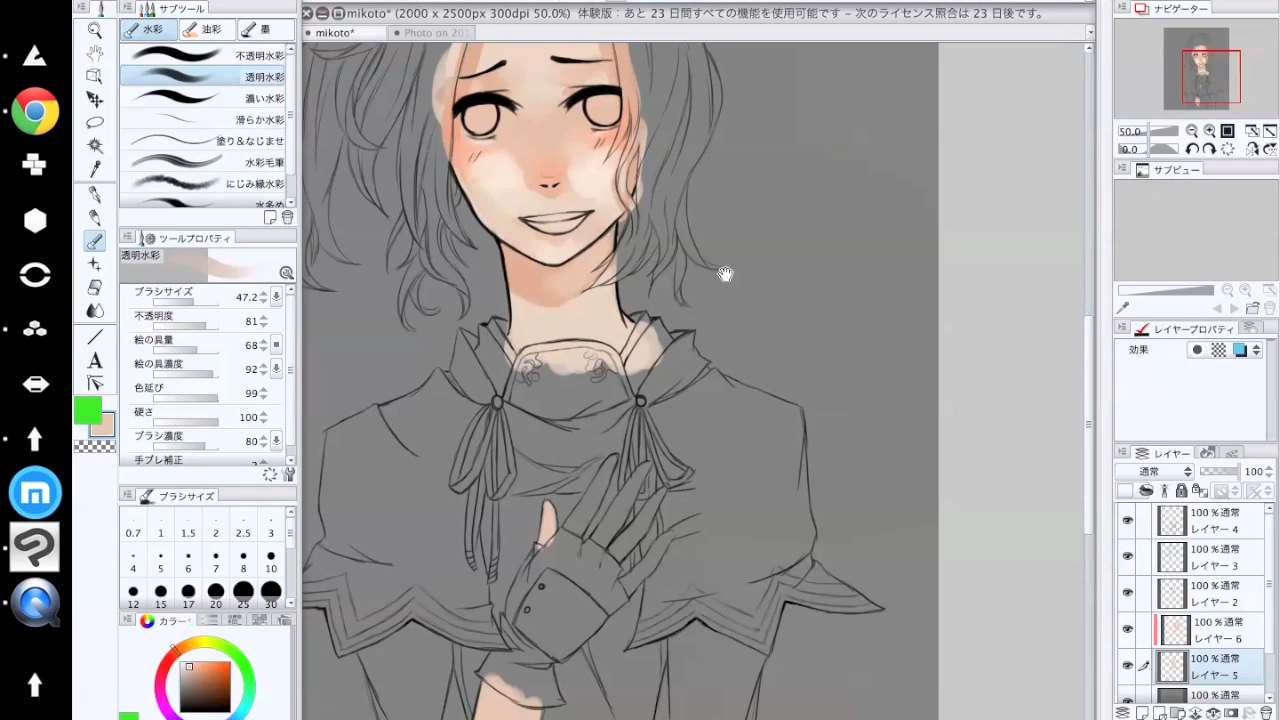 サブツール
水彩 油彩 墨
不透明水彩
透明水彩
濃い水彩
滑らか水彩
塗り＆なじませ
水彩毛筆
にじみ縁水彩
水多め
ツールプロパティ
透明水彩
ブラシサイズ 47.2
不透明度 81
絵の具量 68
絵の具濃度 92
色延び 99
硬さ 100
ブラシ濃度 80
手ブレ補正
ブラシサイズ
0.7 1 1.5 2 2.5 3
4 5 6 7 8 10
12 15 17 20 25 30
カラー
mikoto* (2000 x 2500px 300dpi 50.0%) 体験版：あと 23 日間すべての機能を使用可能です ~ 次のライセンス照合は 23 日後です。
mikoto* Photo on 201
ナビゲーター
50.0
0.0
サブビュー
レイヤープロパティ
効果
レイヤー
通常 100
100 %通常
レイヤー 4
100 %通常
レイヤー 3
100 %通常
レイヤー 2
100 %通常
レイヤー 6
100 %通常
レイヤー 5
100 %通常
A